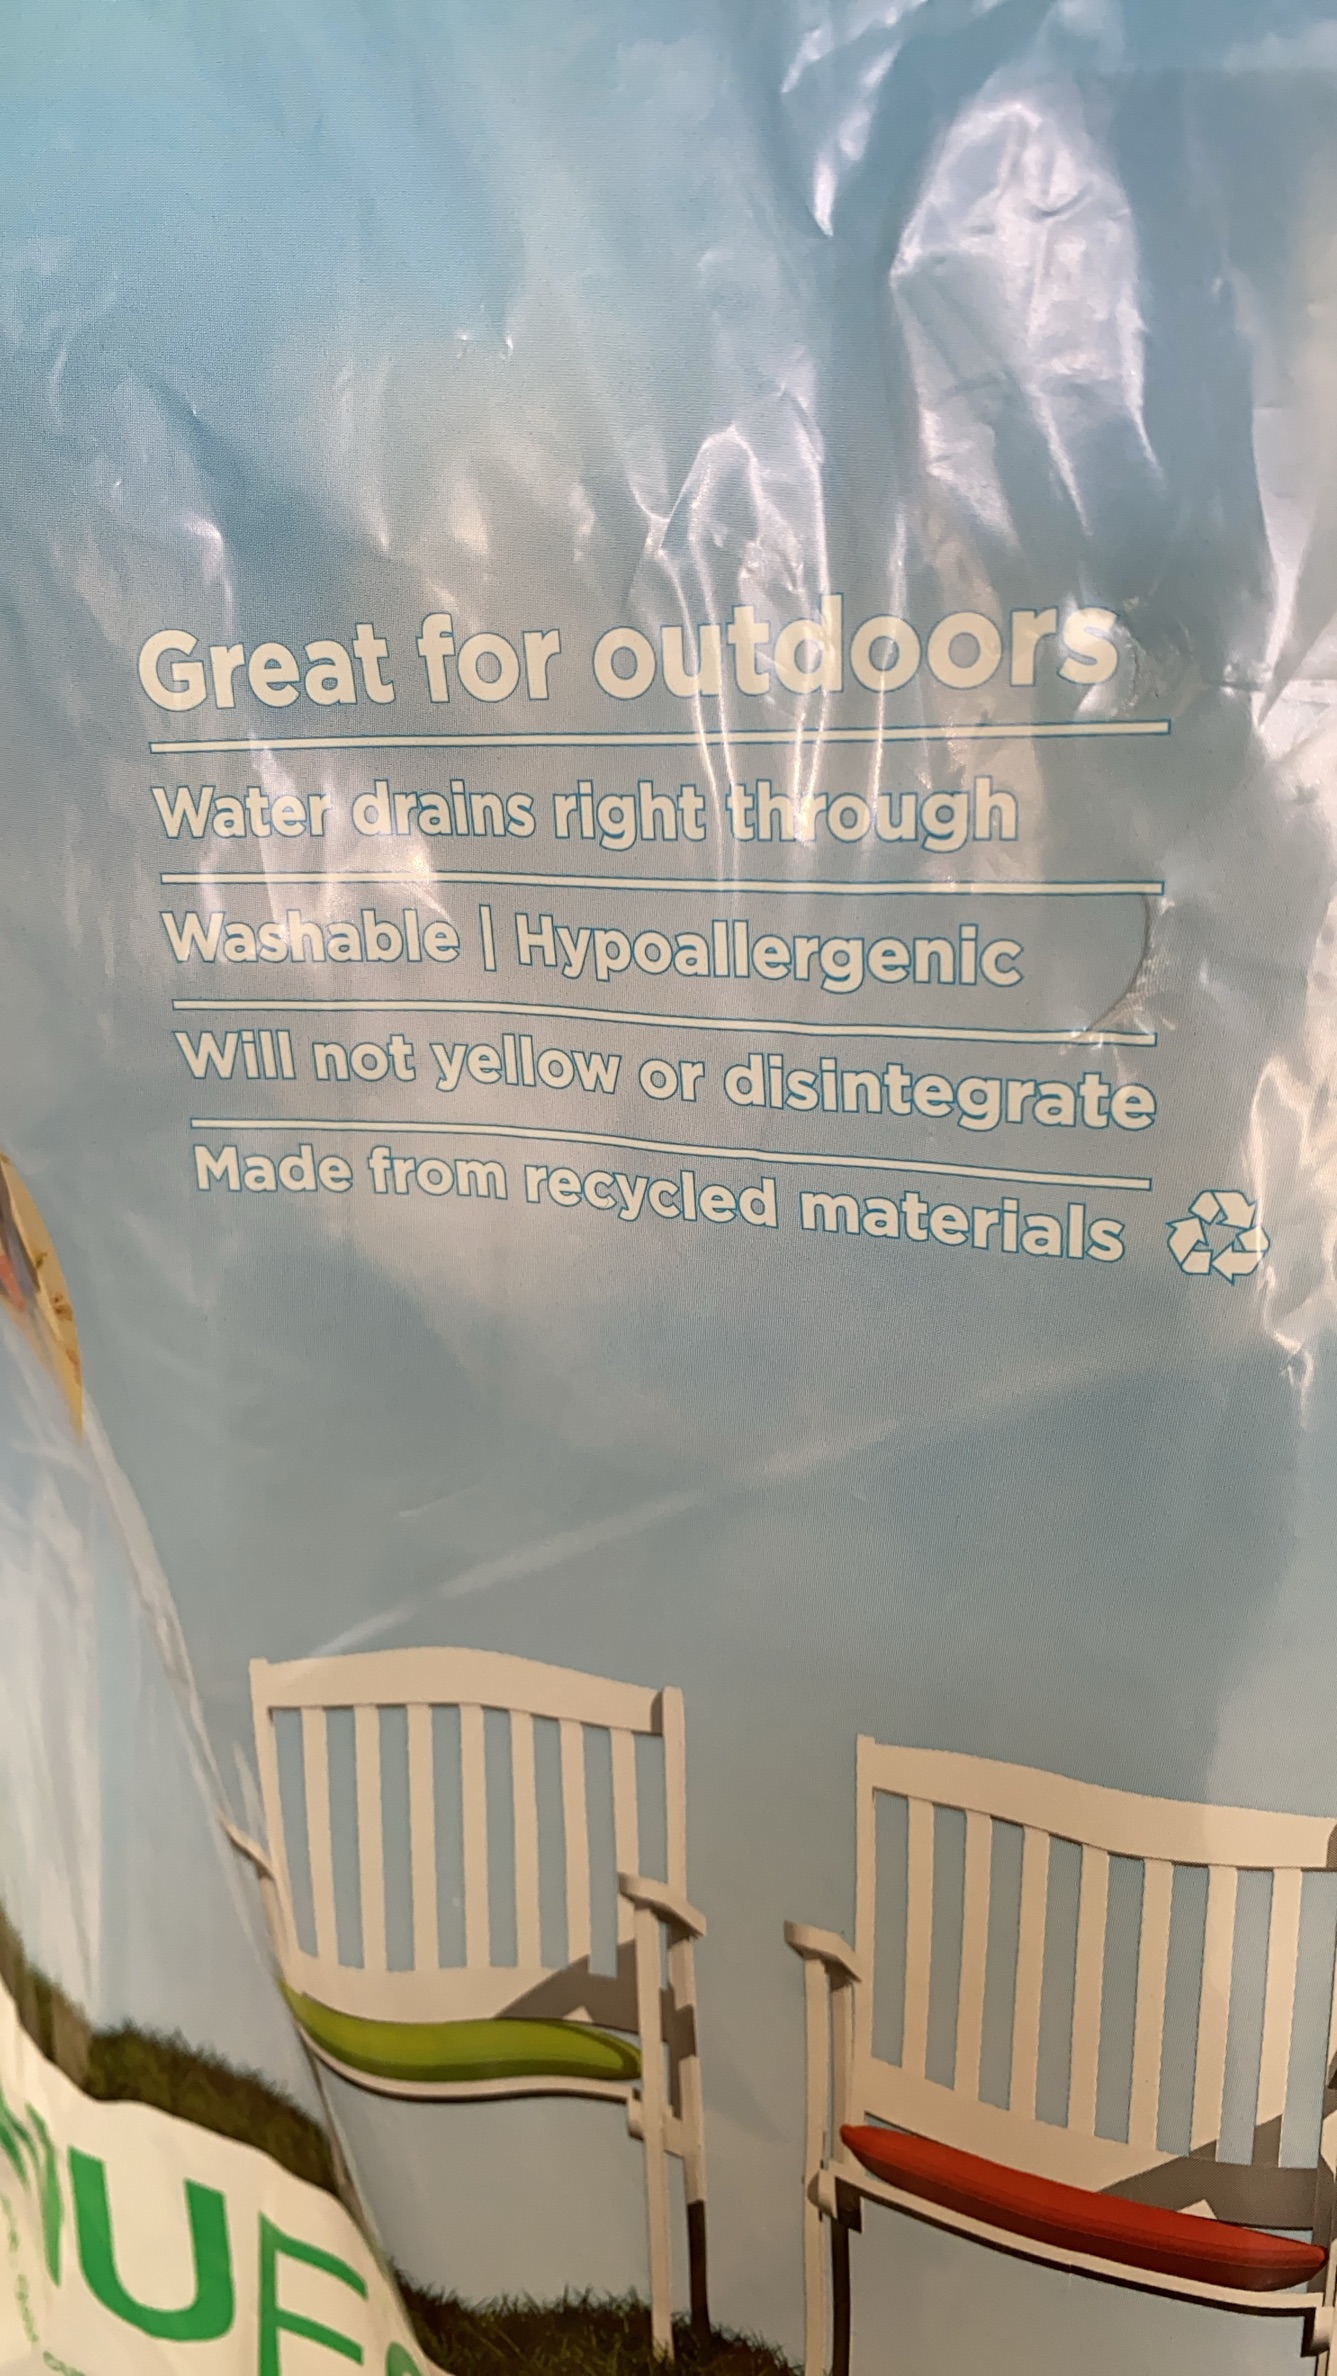 Great for outdoors
Water drains right through
Washable | Hypoallergenic
Will not yellow or disintegrate
Made from recycled materials